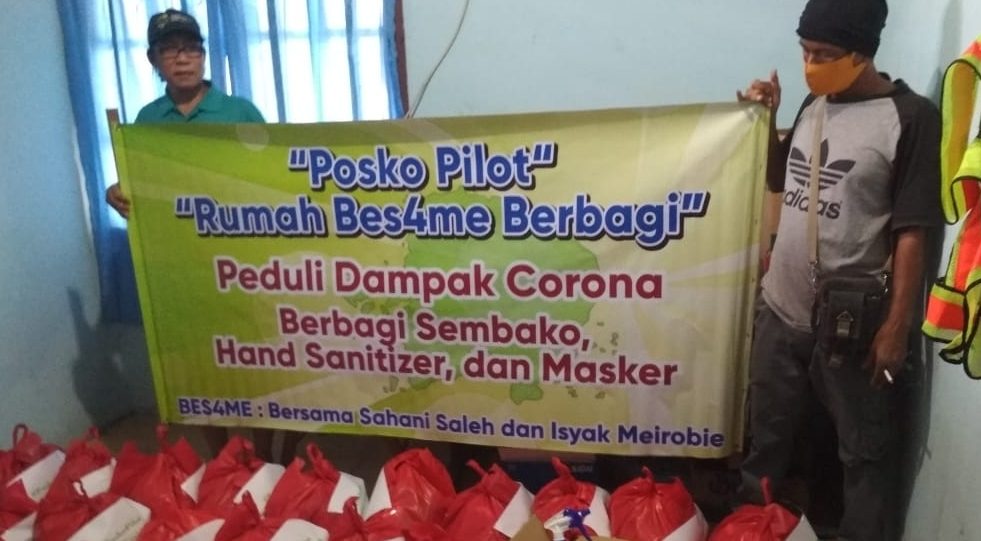 “Posko Pilot“
“Rumah Bes4me Berbagi”
Peduli Dampak Corona
Berbagi Sembako,
Hand Sanitizer, dan Masker
BES4ME : Bersama Sahani Saleh dan Isyak Meirobie
adidas